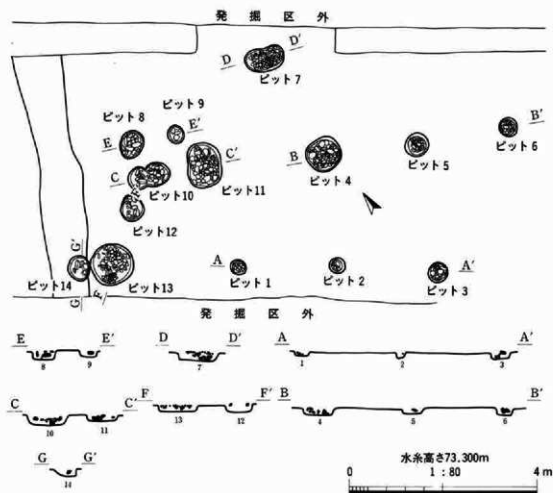 発掘区外
D D'
ピット7
ピット8
ピット9
E E'
C C'
ピット10
ピット11
F'
ピット12
B B'
ピット4
ピット5
ピット6
G' G
F
ピット14
ピット13
A A'
ピット1
ピット2
ピット3
発掘区外
E E' D D' A A'
8 9 7 1 2 3
C C' F F' B B'
10 11 13 12 4 5 6
G G'
14
水糸高さ73.300m
0 1:80 4m